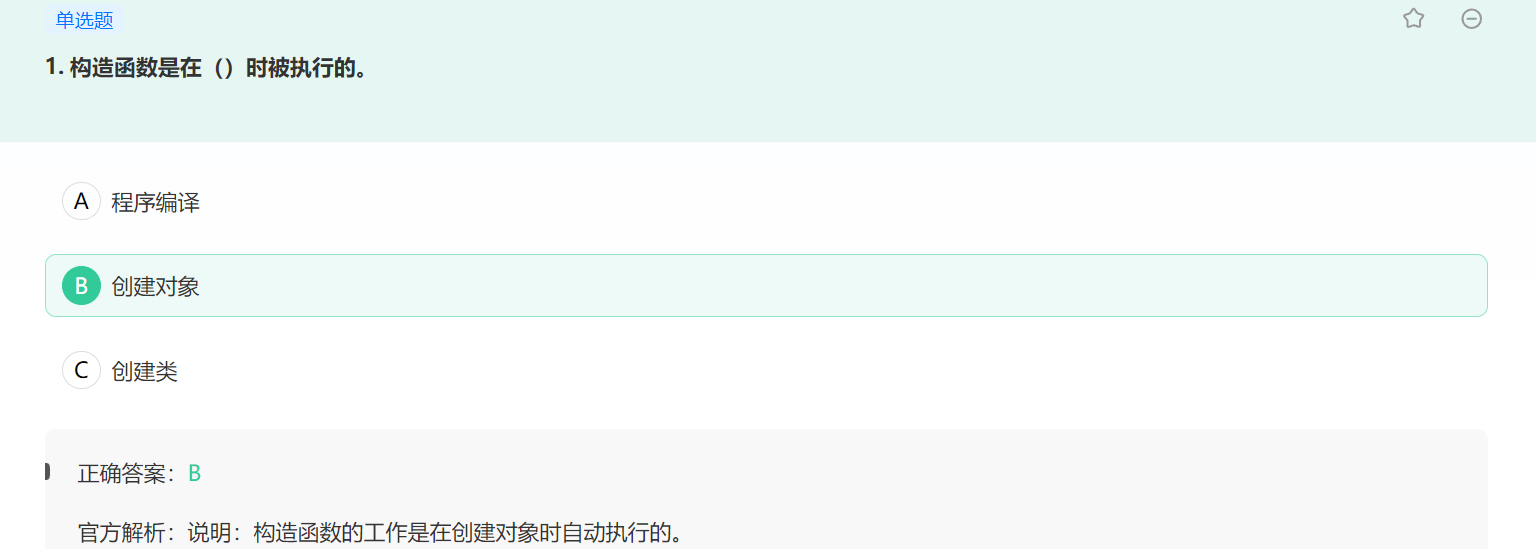 单选题
1. 构造函数是在（）时被执行的。
A 程序编译
B 创建对象
C 创建类
正确答案：B
官方解析：说明：构造函数的工作是在创建对象时自动执行的。